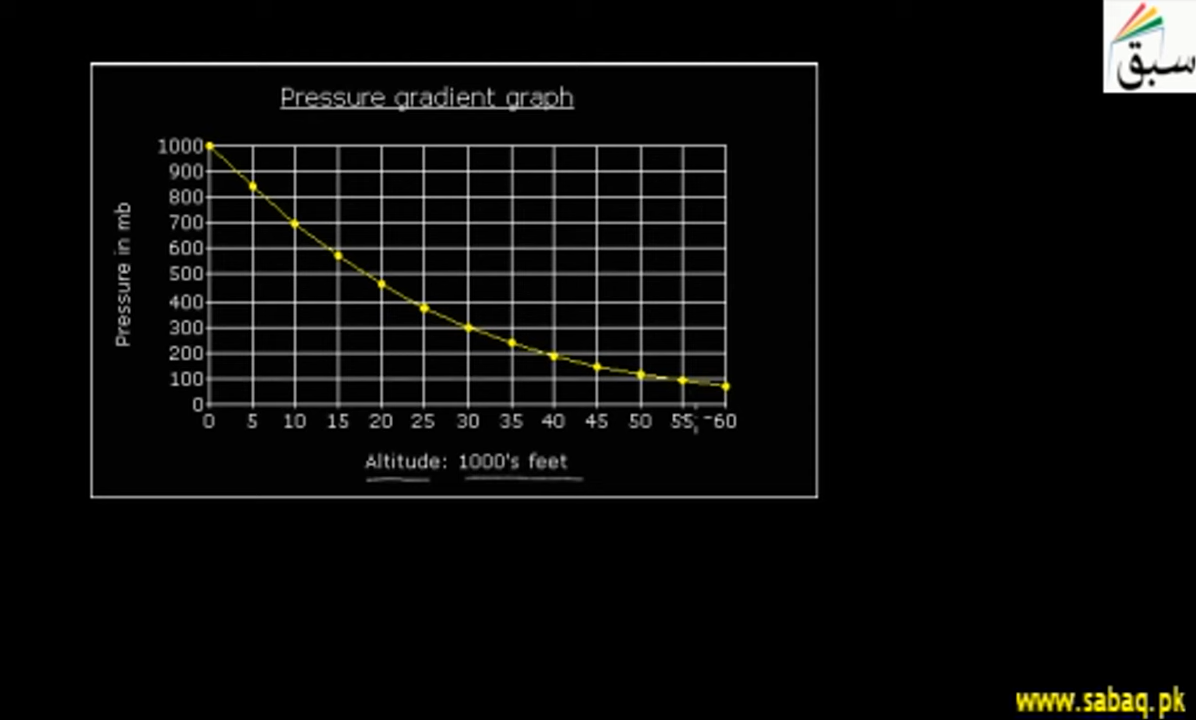 سبق
Pressure gradient graph
Pressure in mb
1000
900
800
700
600
500
400
300
200
100
0
0 5 10 15 20 25 30 35 40 45 50 55 60
Altitude: 1000's feet
www.sabaq.pk